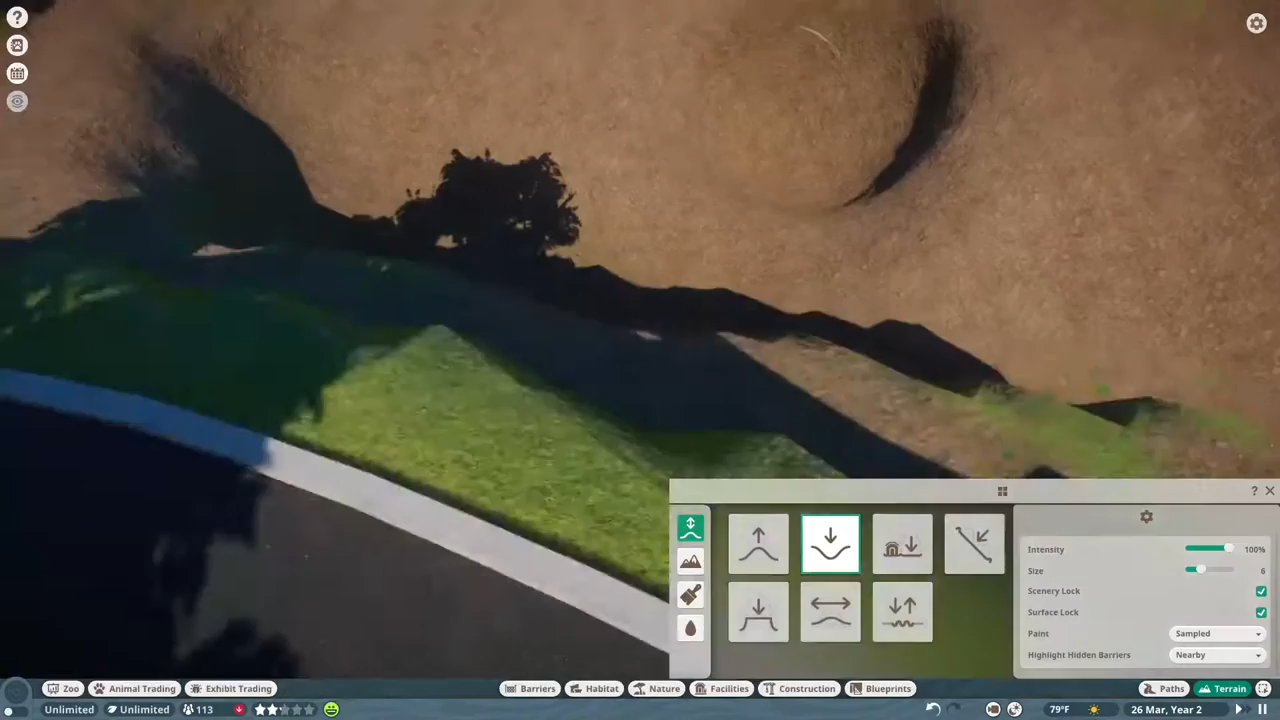 ?
? ×
Intensity 100%
Size 6
Scenery Lock
Surface Lock
Paint Sampled
Highlight Hidden Barriers Nearby
Zoo Animal Trading Exhibit Trading Barriers Habitat Nature Facilities Construction Blueprints Paths Terrain
Unlimited Unlimited 113 79°F 26 Mar, Year 2